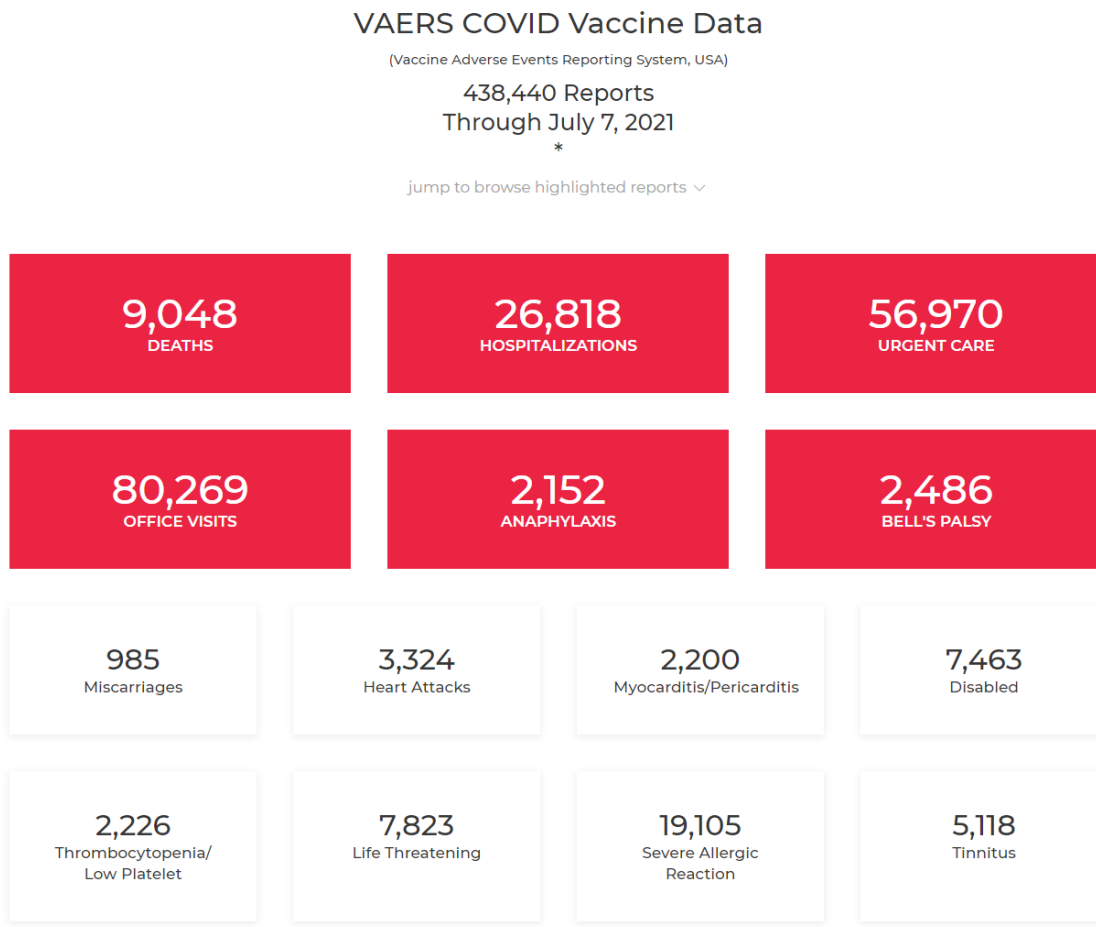 VAERS COVID Vaccine Data
(Vaccine Adverse Events Reporting System, USA)
438,440 Reports
Through July 7, 2021
*
jump to browse highlighted reports
9,048
DEATHS
26,818
HOSPITALIZATIONS
56,970
URGENT CARE
80,269
OFFICE VISITS
2,152
ANAPHYLAXIS
2,486
BELL'S PALSY
985
Miscarriages
3,324
Heart Attacks
2,200
Myocarditis/Pericarditis
7,463
Disabled
2,226
Thrombocytopenia/
Low Platelet
7,823
Life Threatening
19,105
Severe Allergic
Reaction
5,118
Tinnitus